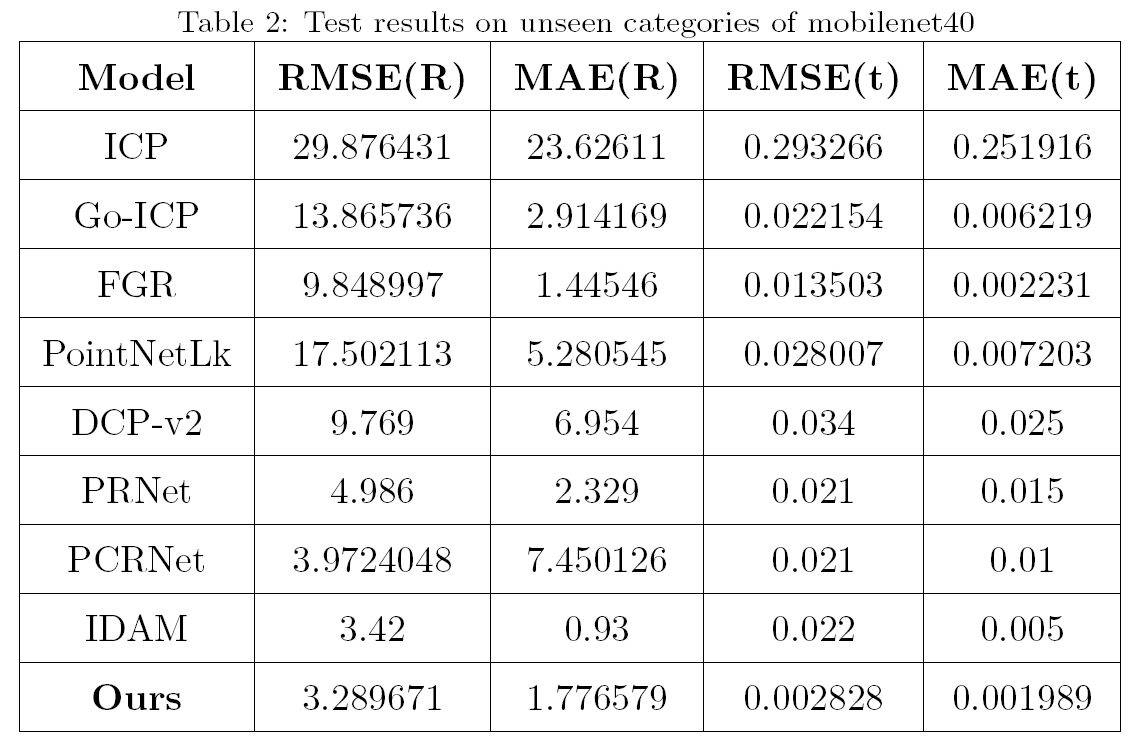 Table 2: Test results on unseen categories of mobilenet40
Model RMSE(R) MAE(R) RMSE(t) MAE(t)
ICP 29.876431 23.62611 0.293266 0.251916
Go-ICP 13.865736 2.914169 0.022154 0.006219
FGR 9.848997 1.44546 0.013503 0.002231
PointNetLk 17.502113 5.280545 0.028007 0.007203
DCP-v2 9.769 6.954 0.034 0.025
PRNet 4.986 2.329 0.021 0.015
PCRNet 3.9724048 7.450126 0.021 0.01
IDAM 3.42 0.93 0.022 0.005
Ours 3.289671 1.776579 0.002828 0.001989